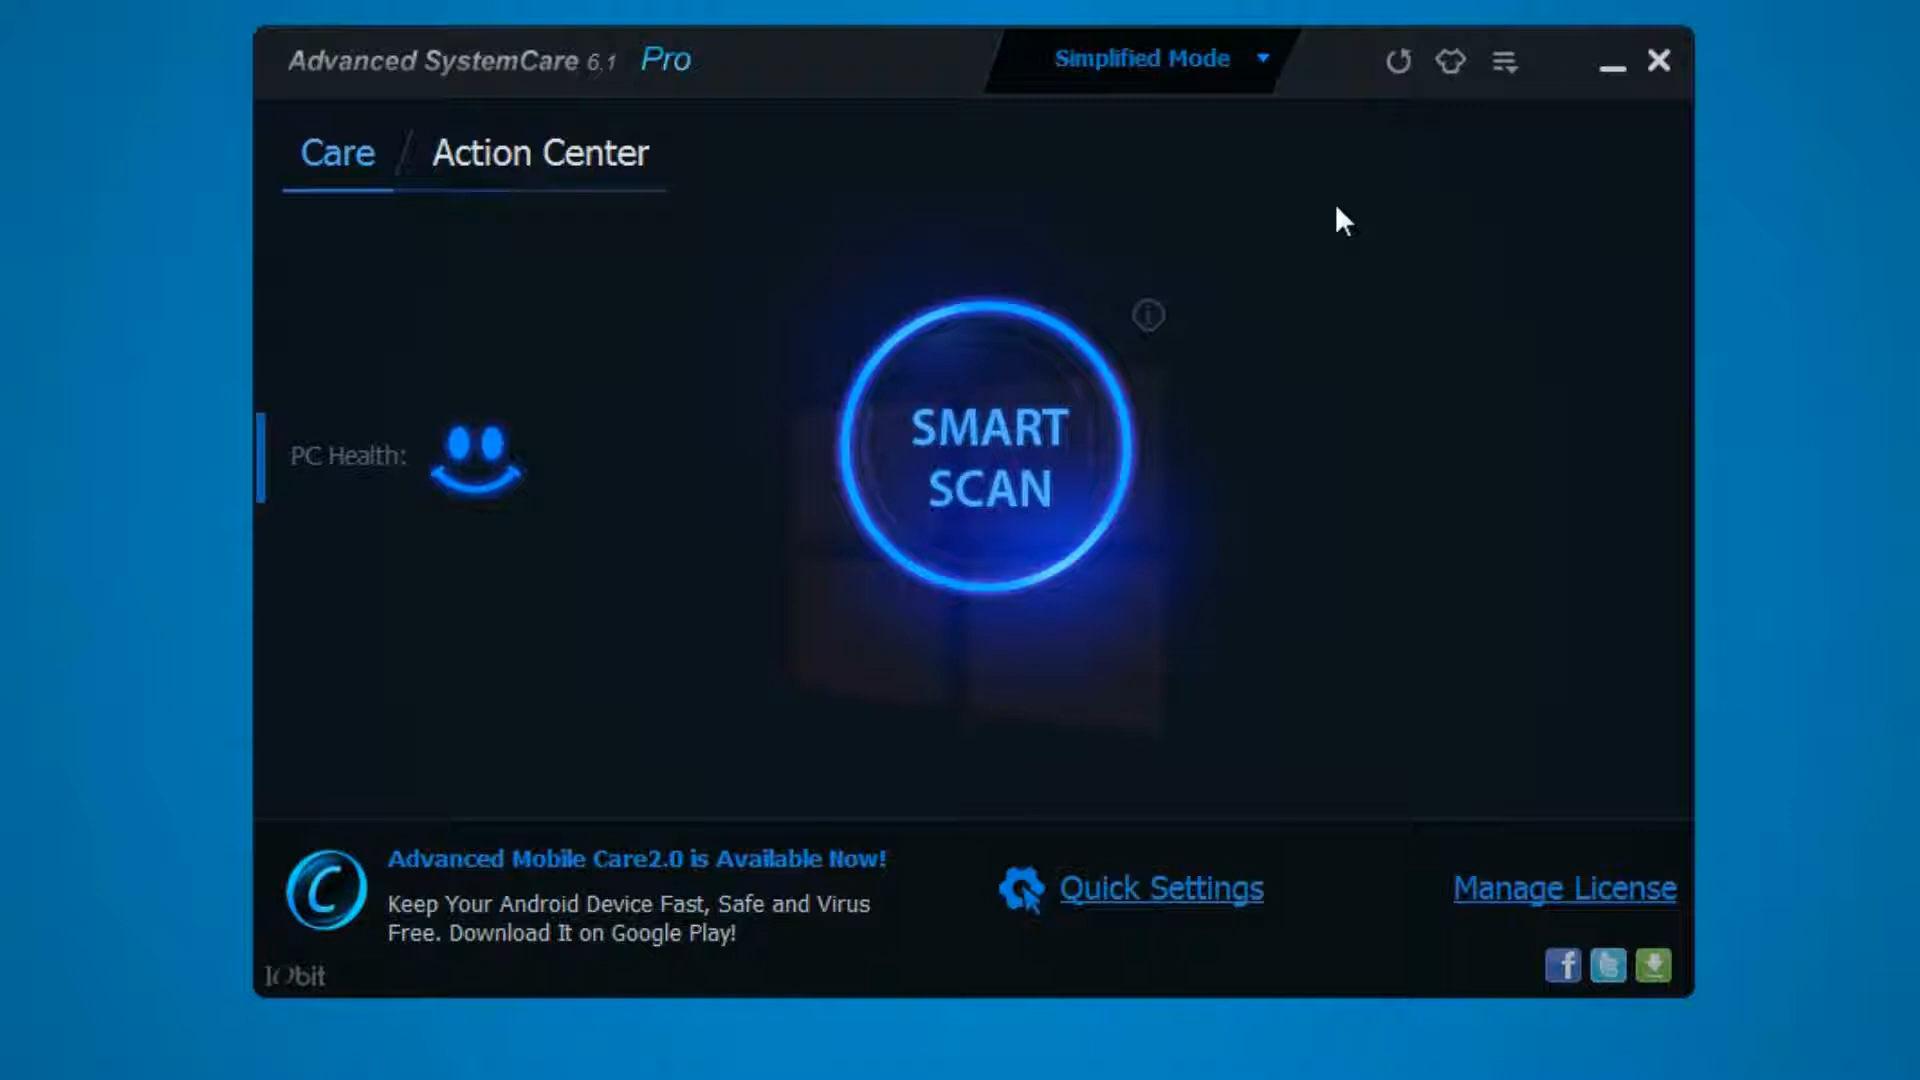 Advanced SystemCare 6.1 Pro
Simplified Mode
Care / Action Center
SMART
SCAN
PC Health:
Advanced Mobile Care2.0 is Available Now!
Keep Your Android Device Fast, Safe and Virus
Free. Download It on Google Play!
Quick Settings
Manage License
IObit